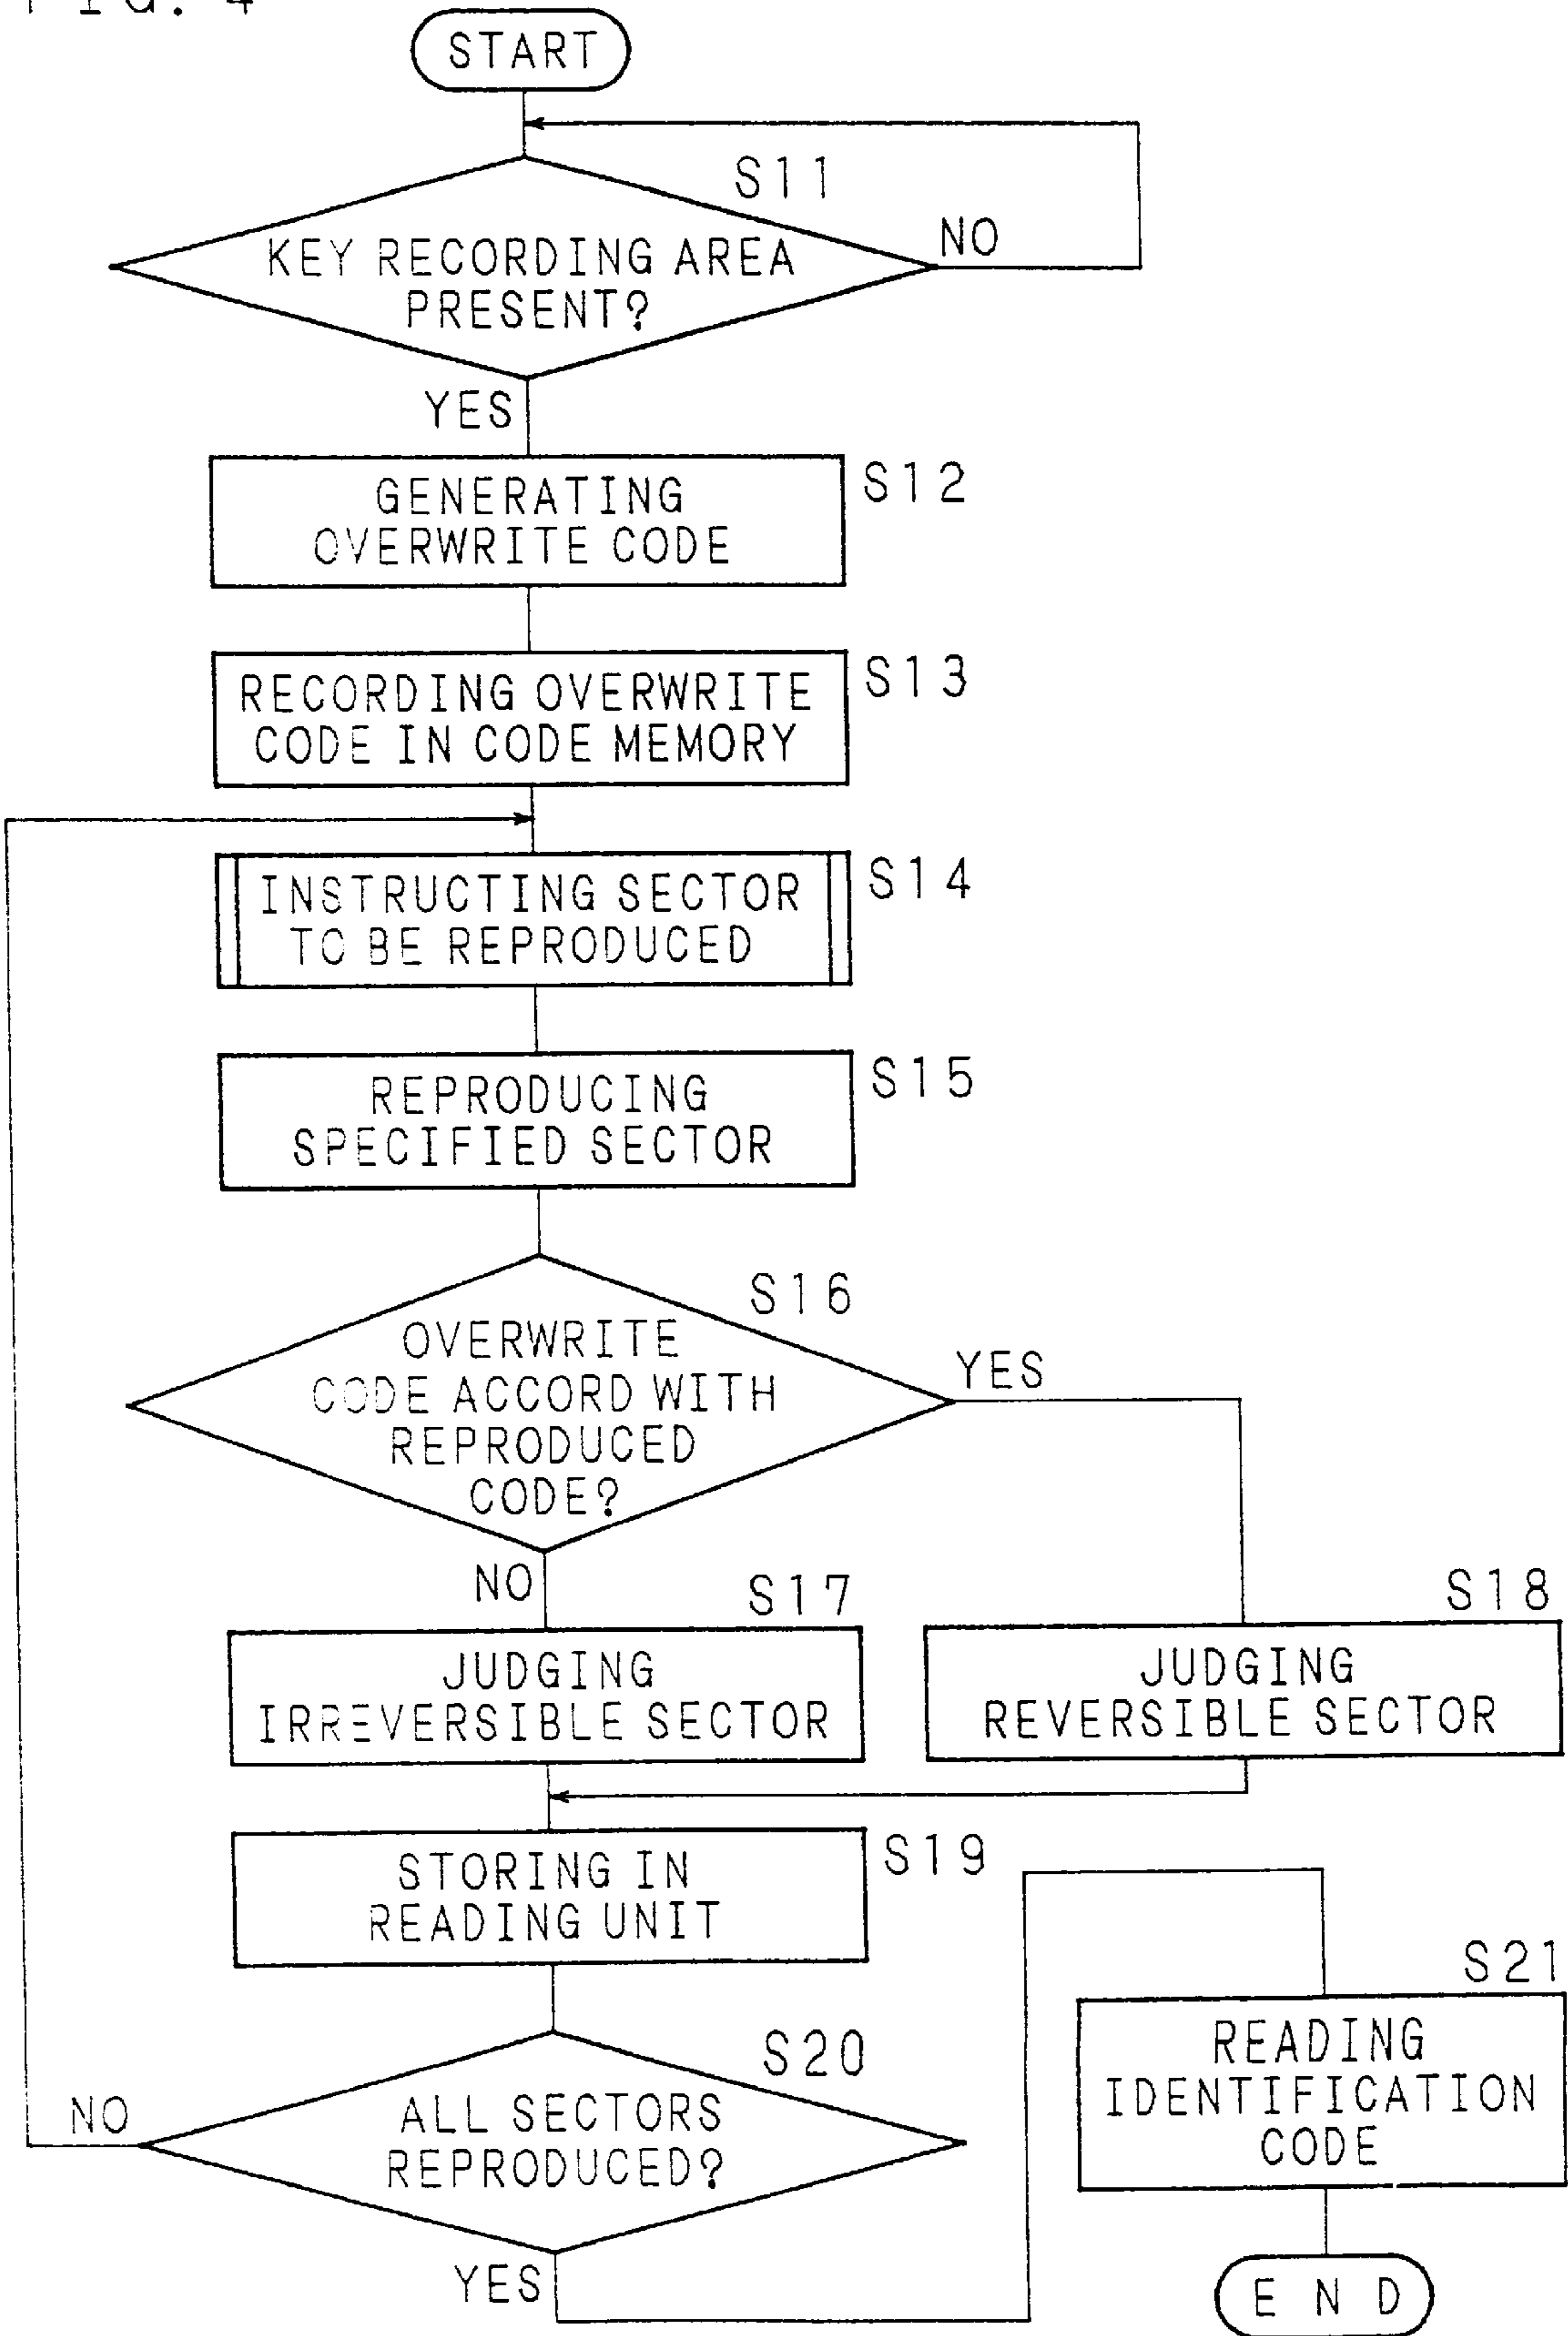 FIG. 4
START
S11
KEY RECORDING AREA
PRESENT?
NO
YES
S12
GENERATING
OVERWRITE CODE
S13
RECORDING OVERWRITE
CODE IN CODE MEMORY
S14
INSTRUCTING SECTOR
TO BE REPRODUCED
S15
REPRODUCING
SPECIFIED SECTOR
S16
OVERWRITE
CODE ACCORD WITH
REPRODUCED
CODE?
YES
NO
S17
JUDGING
IRREVERSIBLE SECTOR
S18
JUDGING
REVERSIBLE SECTOR
S19
STORING IN
READING UNIT
S20
ALL SECTORS
REPRODUCED?
NO
YES
S21
READING
IDENTIFICATION
CODE
END